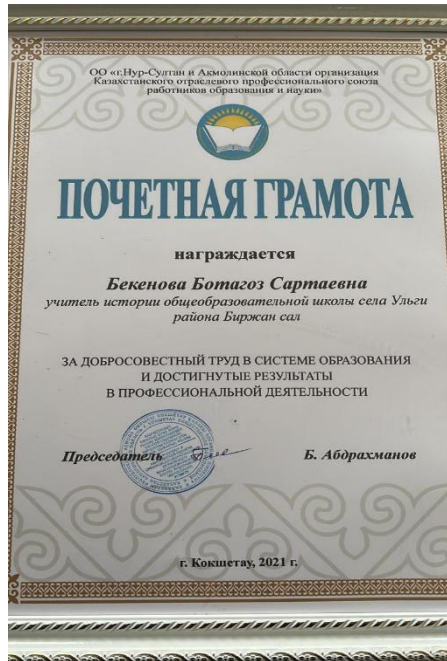 ОО «г.Нур-Султан и Акмолинской области организация
Казахстанского отраслевого профессионального союза
работников образования и науки»
ПОЧЕТНАЯ ГРАМОТА
награждается
Бекенова Ботагоз Сартаевна
учитель истории общеобразовательной школы села Ульги
района Биржан сал
ЗА ДОБРОСОВЕСТНЫЙ ТРУД В СИСТЕМЕ ОБРАЗОВАНИЯ
И ДОСТИГНУТЫЕ РЕЗУЛЬТАТЫ
В ПРОФЕССИОНАЛЬНОЙ ДЕЯТЕЛЬНОСТИ
Председатель Б. Абдрахманов
г. Кокшетау, 2021 г.